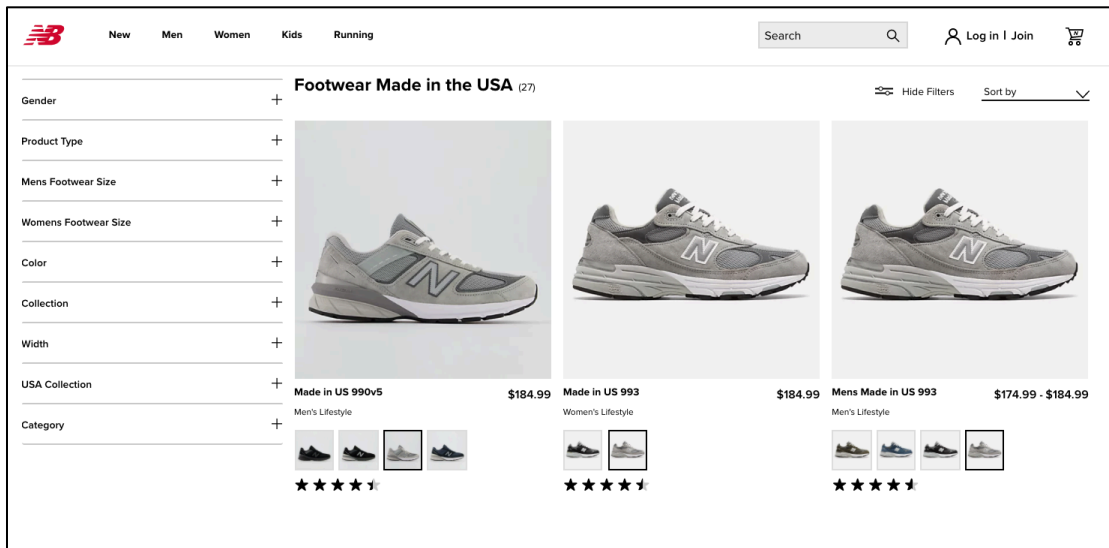 NB
New Men Women Kids Running
Search
Log in | Join
N
Gender
Product Type
Mens Footwear Size
Womens Footwear Size
Color
Collection
Width
USA Collection
Category
Footwear Made in the USA (27)
Hide Filters
Sort by
N
N
N
Made in US 990v5 $184.99
Men's Lifestyle
Made in US 993 $184.99
Women's Lifestyle
Mens Made in US 993 $174.99 - $184.99
Men's Lifestyle